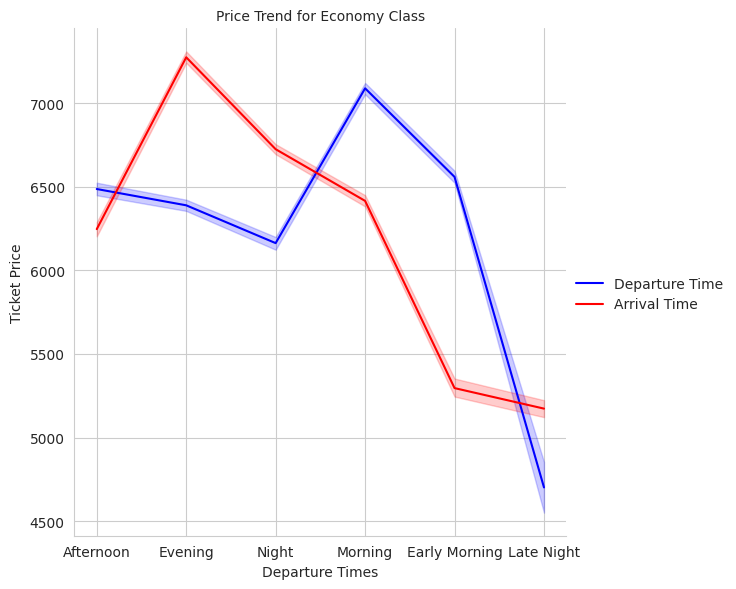 Price Trend for Economy Class
Ticket Price
7000
6500
6000
5500
5000
4500
Afternoon Evening Night Morning Early Morning Late Night
Departure Times
Departure Time
Arrival Time